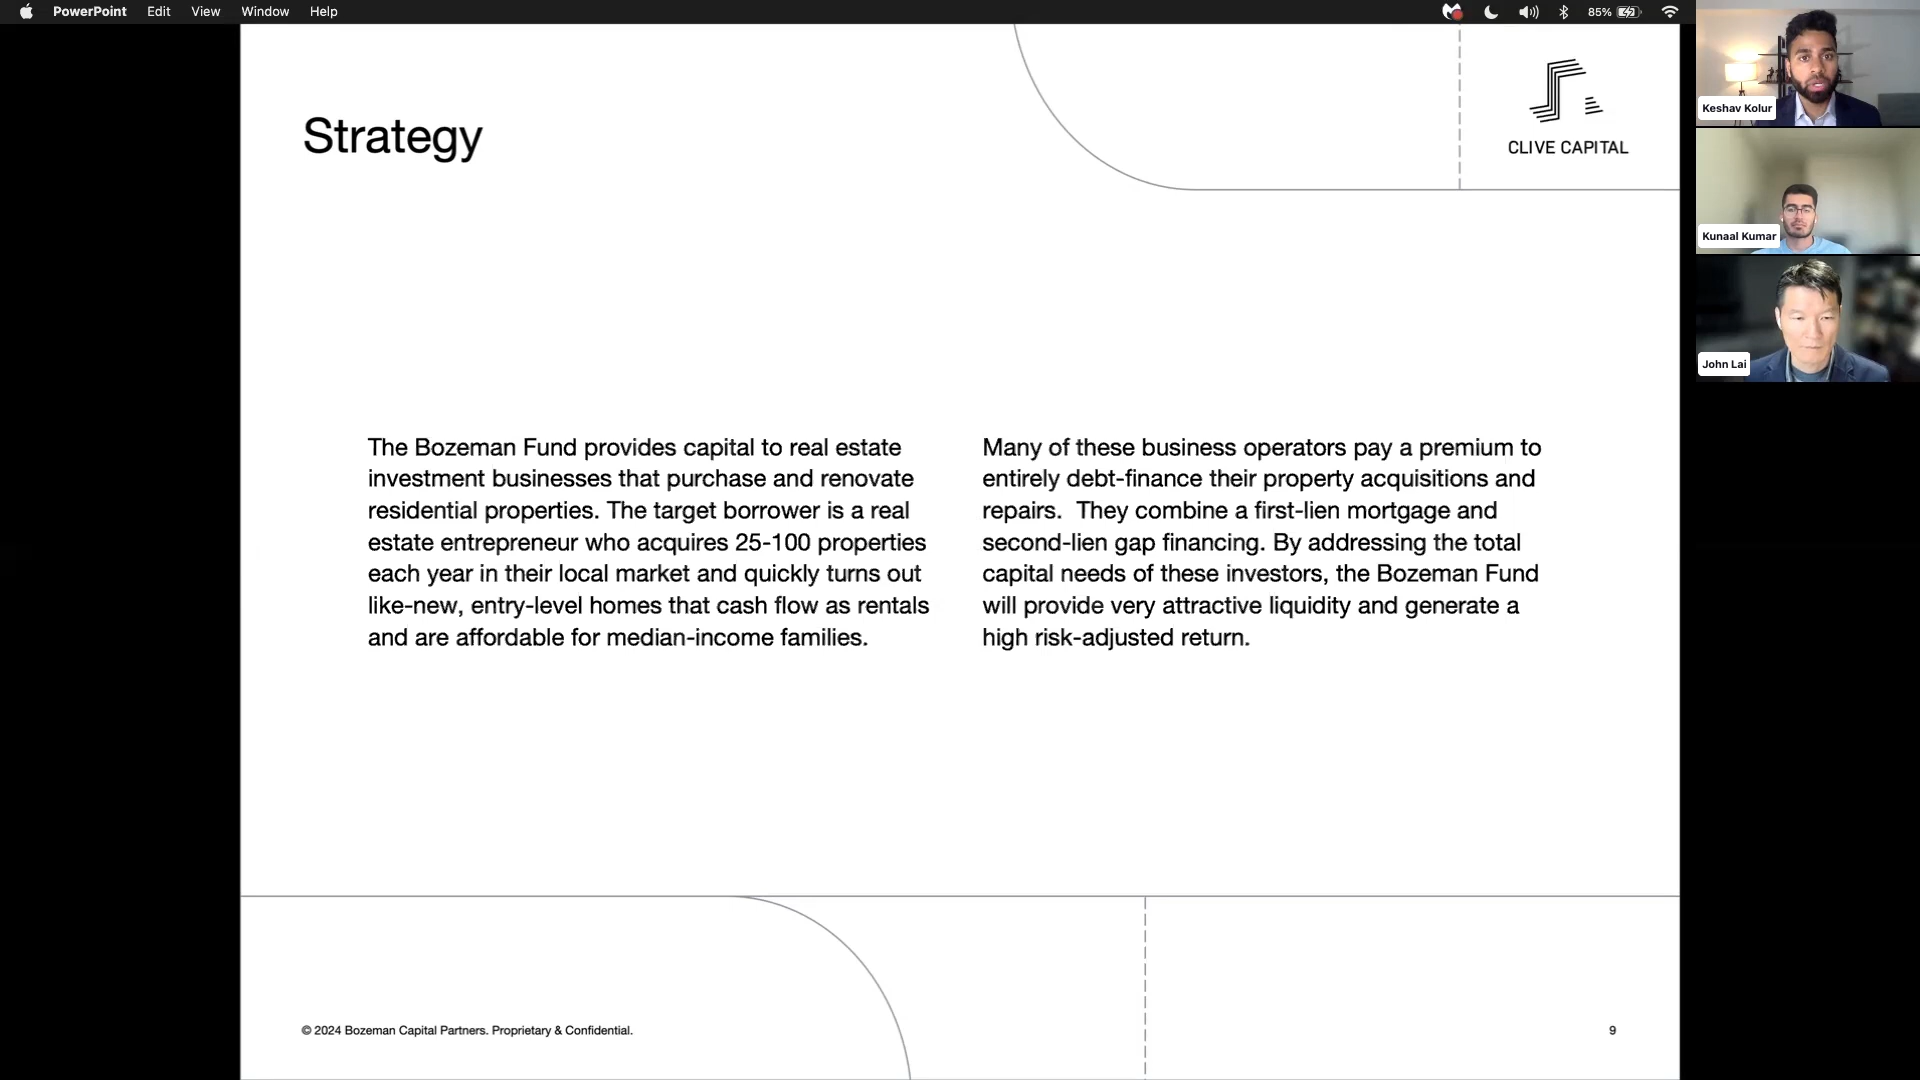 PowerPoint Edit View Window Help 85%
Strategy
CLIVE CAPITAL
Keshav Kolur
Kunaal Kumar
John Lai
The Bozeman Fund provides capital to real estate
investment businesses that purchase and renovate
residential properties. The target borrower is a real
estate entrepreneur who acquires 25-100 properties
each year in their local market and quickly turns out
like-new, entry-level homes that cash flow as rentals
and are affordable for median-income families.
Many of these business operators pay a premium to
entirely debt-finance their property acquisitions and
repairs.  They combine a first-lien mortgage and
second-lien gap financing. By addressing the total
capital needs of these investors, the Bozeman Fund
will provide very attractive liquidity and generate a
high risk-adjusted return.
© 2024 Bozeman Capital Partners. Proprietary & Confidential.
9